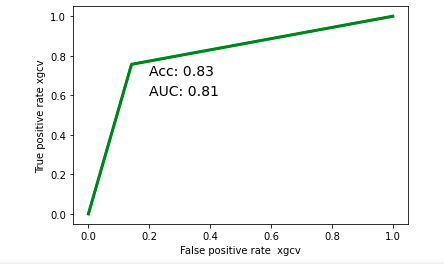 1.0
0.8
0.6
0.4
0.2
0.0
True positive rate xgcv
Acc: 0.83
AUC: 0.81
0.0 0.2 0.4 0.6 0.8 1.0
False positive rate  xgcv